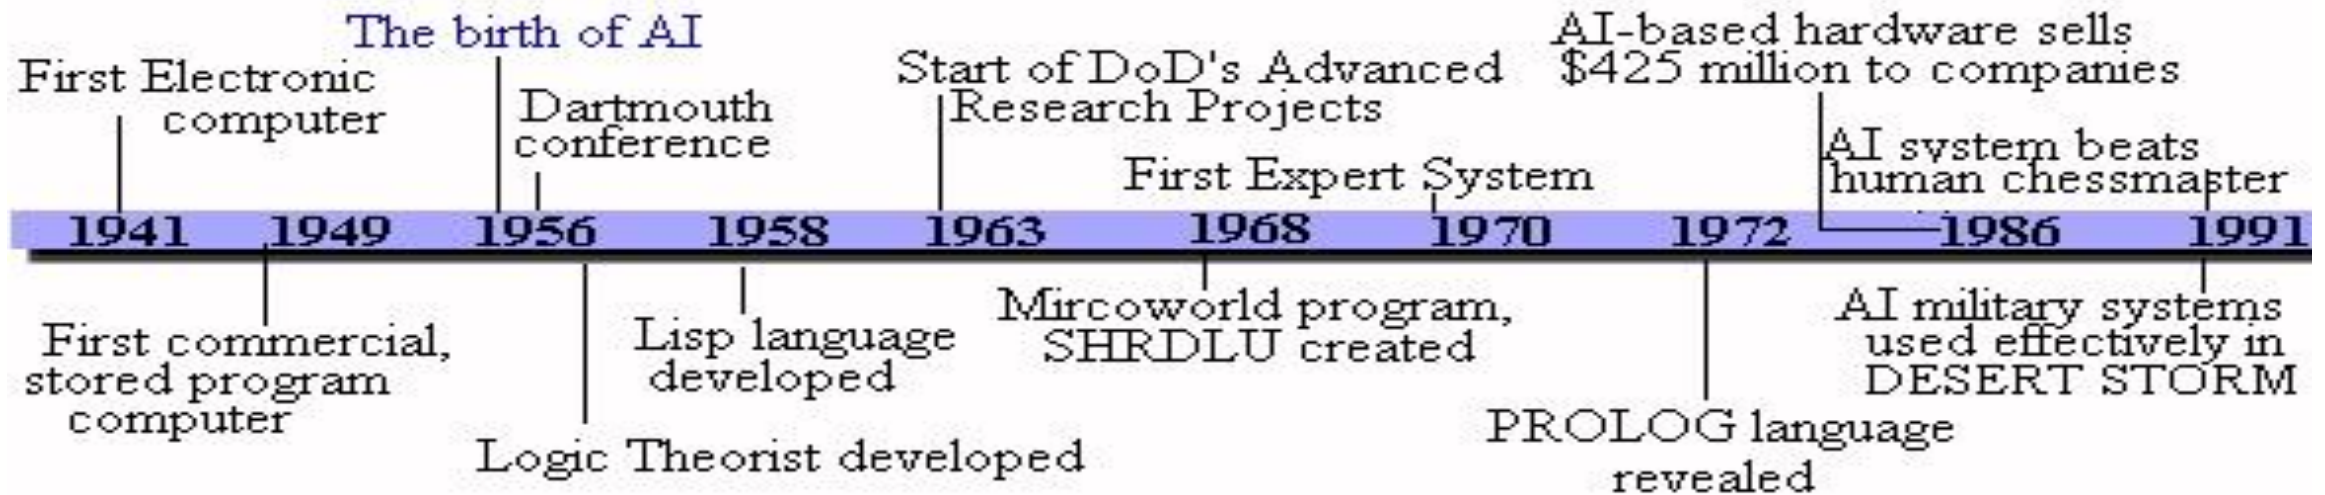 The birth of AI
First Electronic
computer
Dartmouth
conference
Start of DoD's Advanced
Research Projects
First Expert System
AI-based hardware sells
$425 million to companies
AI system beats
human chessmaster
1941 1949 1956 1958 1963 1968 1970 1972 1986 1991
First commercial,
stored program
computer
Logic Theorist developed
Lisp language
developed
Mircoworld program,
SHRDLU created
PROLOG language
revealed
AI military systems
used effectively in
DESERT STORM